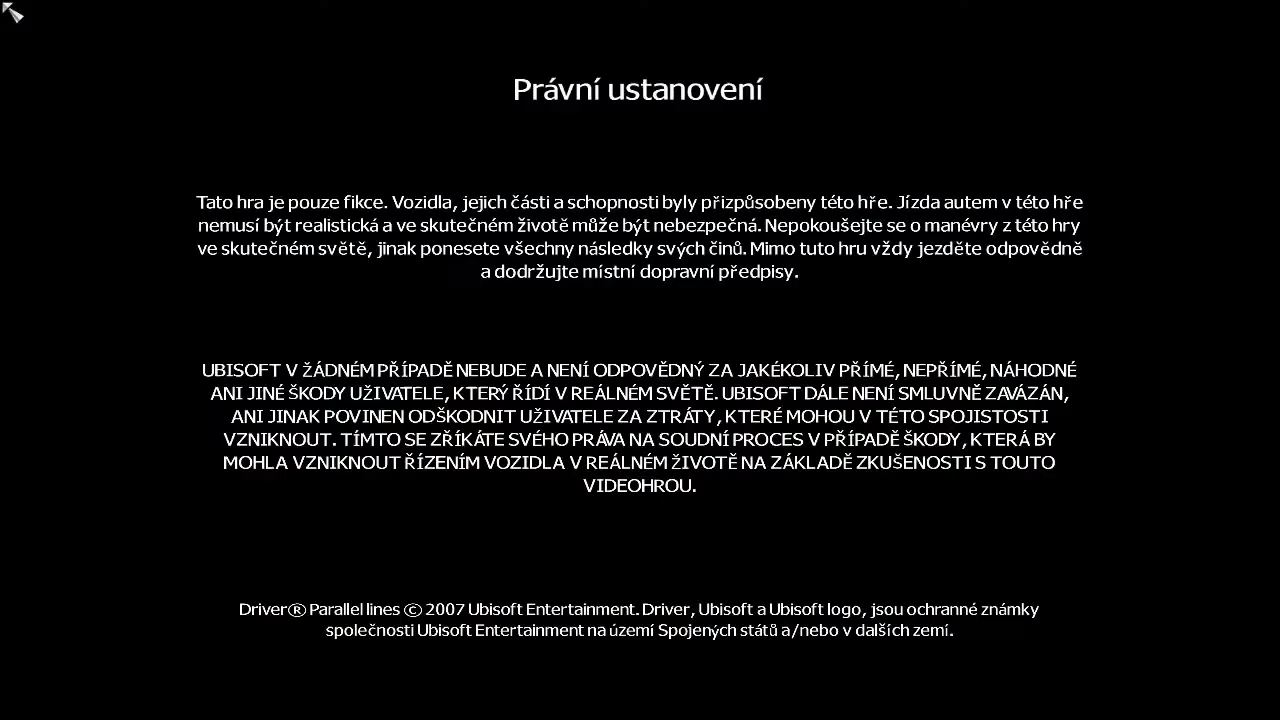 Právní ustanovení
Tato hra je pouze fikce. Vozidla, jejich části a schopnosti byly přizpůsobeny této hře. Jízda autem v této hře
nemusí být realistická a ve skutečném životě může být nebezpečná. Nepokoušejte se o manévry z této hry
ve skutečném světě, jinak ponesete všechny následky svých činů. Mimo tuto hru vždy jezděte odpovědně
a dodržujte místní dopravní předpisy.
UBISOFT V ŽÁDNÉM PŘÍPADĚ NEBUDE A NENÍ ODPOVĚDNÝ ZA JAKÉKOLIV PŘÍMÉ, NEPŘÍMÉ, NÁHODNÉ
ANI JINÉ ŠKODY UŽIVATELE, KTERÝ ŘÍDÍ V REÁLNÉM SVĚTĚ. UBISOFT DÁLE NENÍ SMLUVNĚ ZAVÁZÁN,
ANI JINAK POVINEN ODŠKODNIT UŽIVATELE ZA ZTRÁTY, KTERÉ MOHOU V TÉTO SPOJISTOSTI
VZNIKNOUT. TÍMTO SE ZŘÍKÁTE SVÉHO PRÁVA NA SOUDNÍ PROCES V PŘÍPADĚ ŠKODY, KTERÁ BY
MOHLA VZNIKNOUT ŘÍZENÍM VOZIDLA V REÁLNÉM ŽIVOTĚ NA ZÁKLADĚ ZKUŠENOSTI S TOUTO
VIDEOHROU.
Driver® Parallel lines © 2007 Ubisoft Entertainment. Driver, Ubisoft a Ubisoft logo, jsou ochranné známky
společnosti Ubisoft Entertainment na území Spojených států a/nebo v dalších zemí.